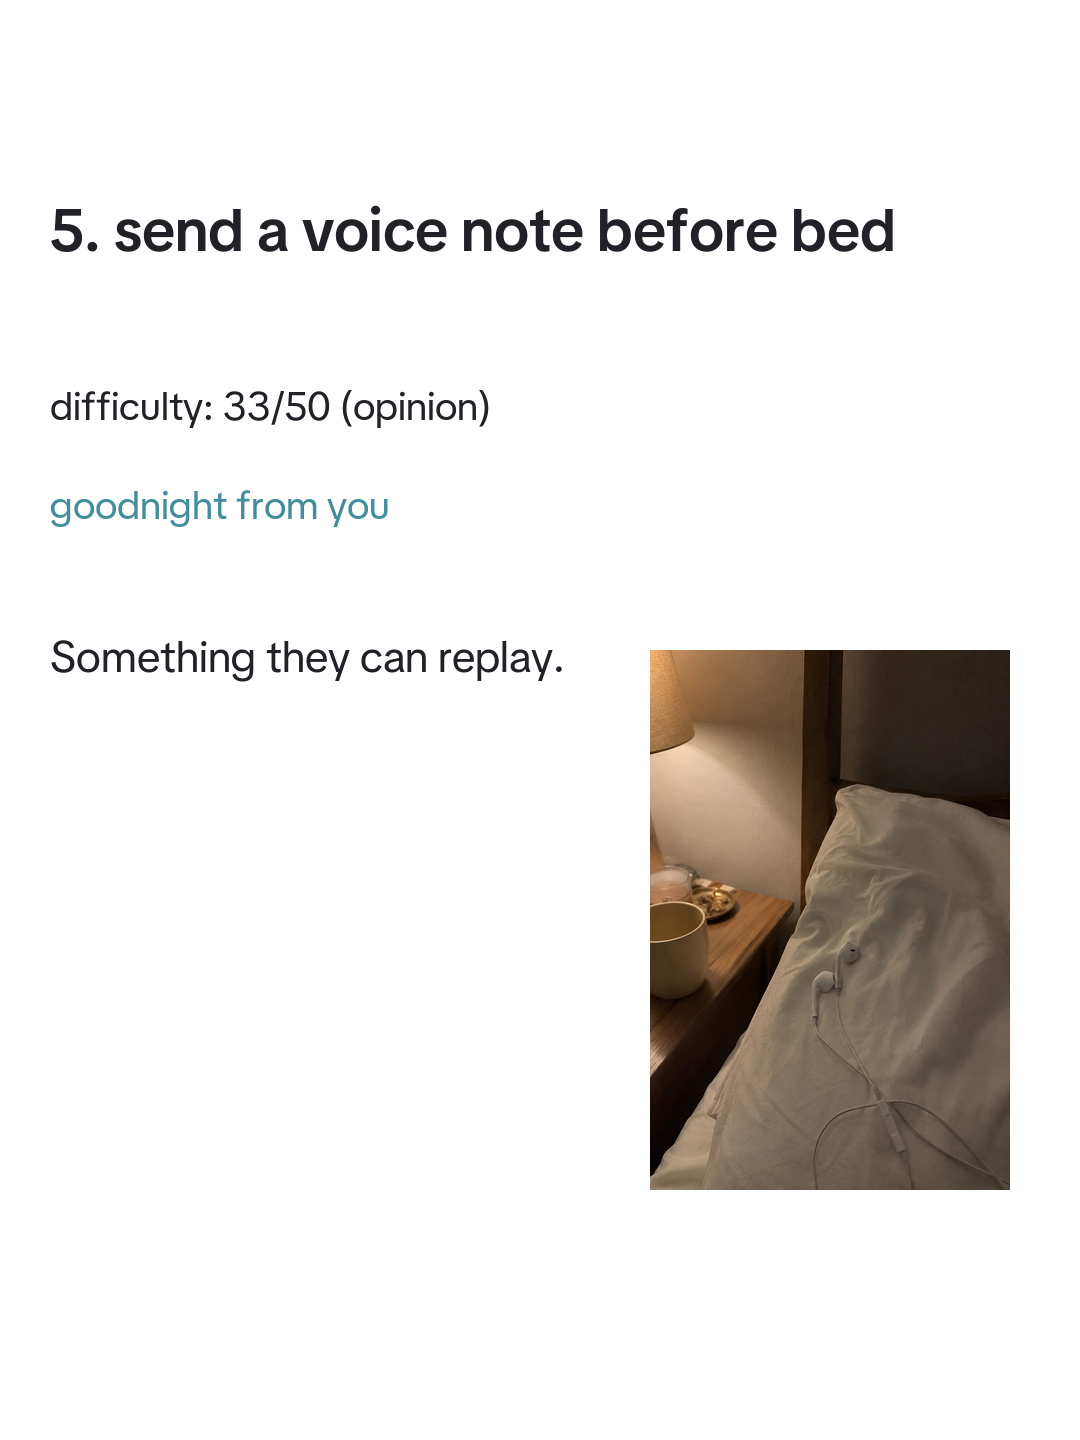 5. send a voice note before bed
difficulty: 33/50 (opinion)
goodnight from you
Something they can replay.